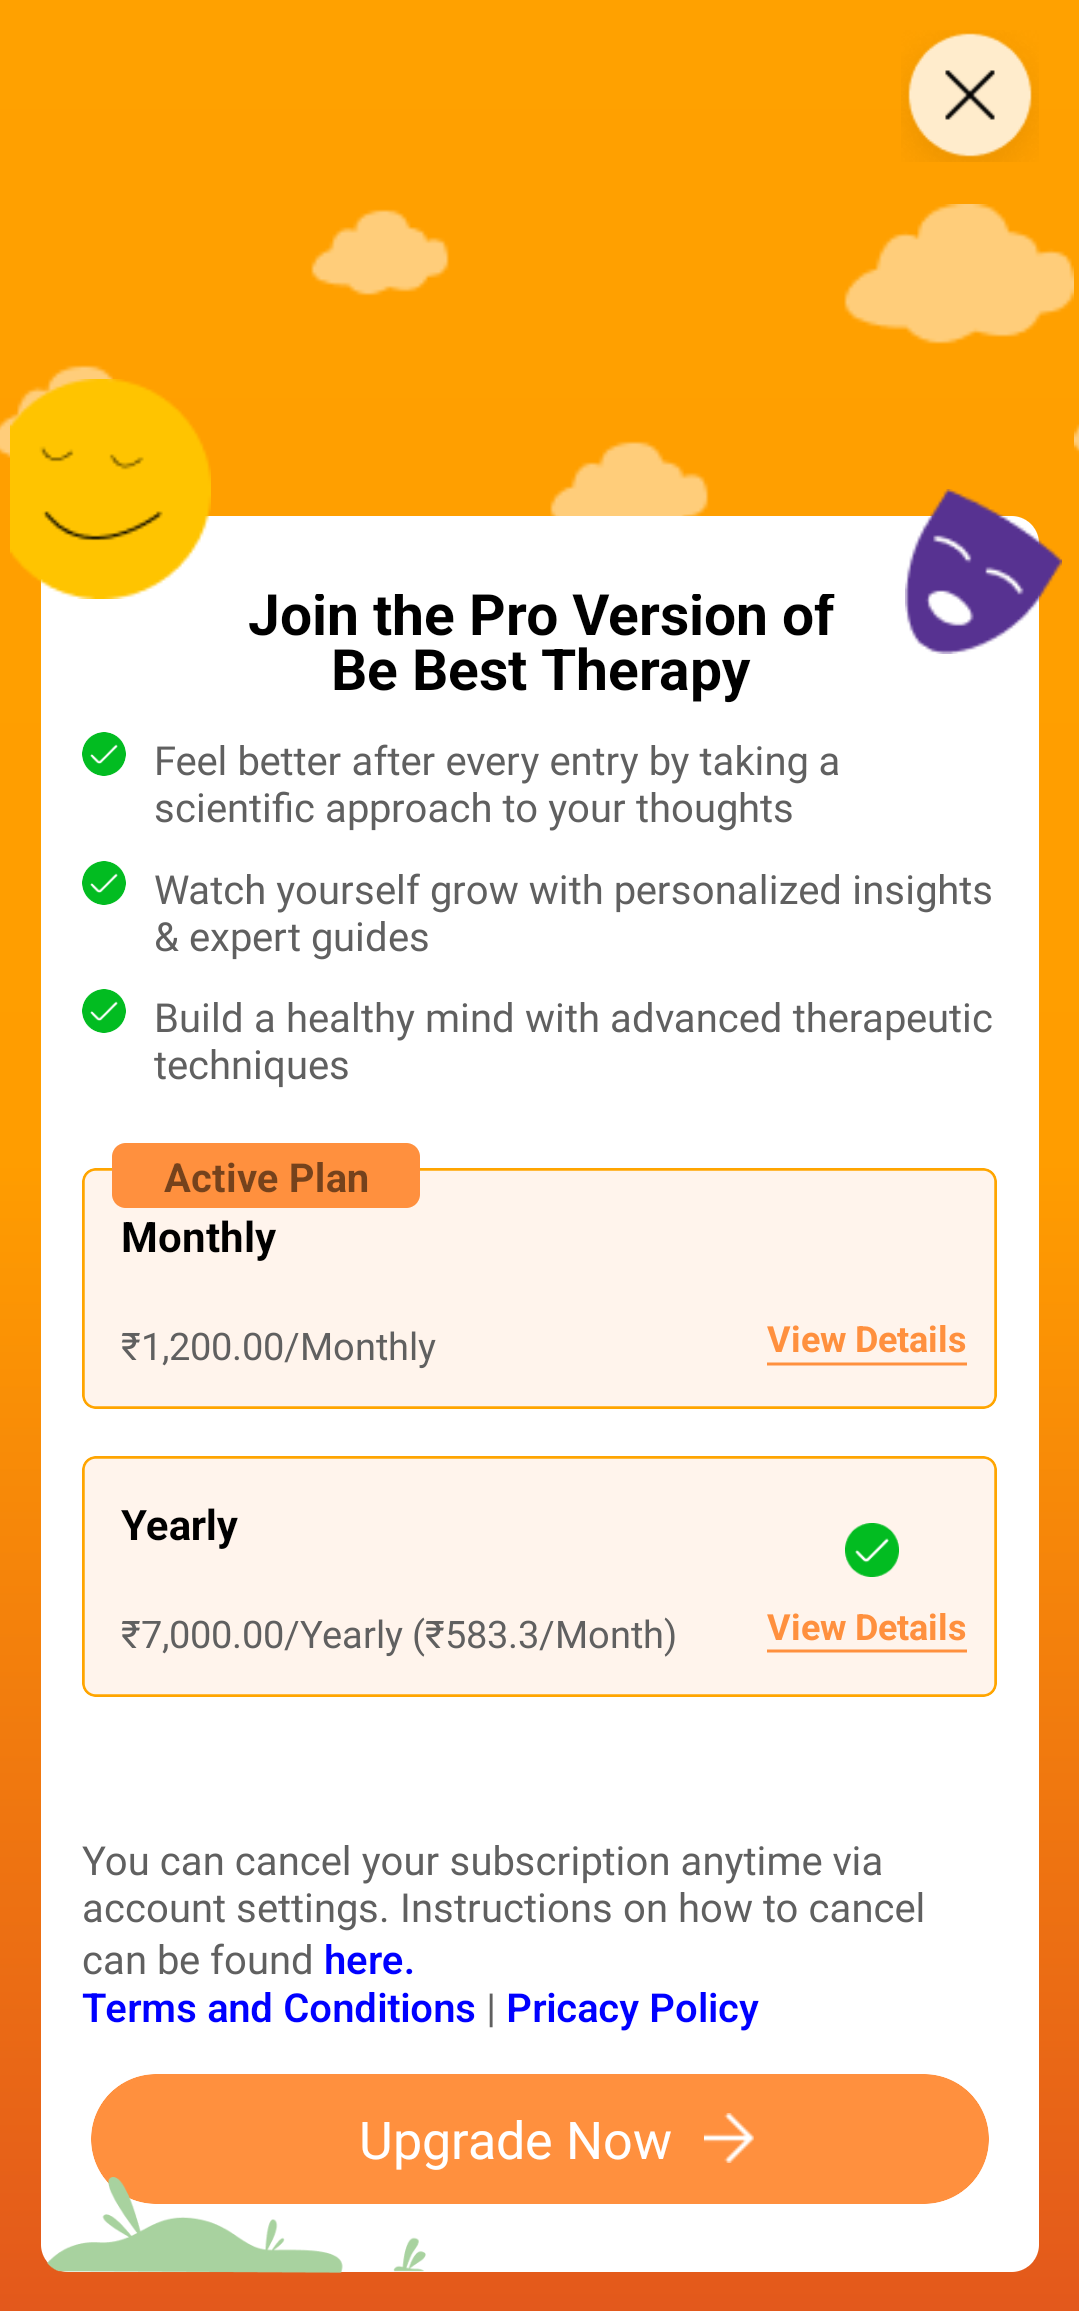 Join the Pro Version of
Be Best Therapy
Feel better after every entry by taking a
scientific approach to your thoughts
Watch yourself grow with personalized insights
& expert guides
Build a healthy mind with advanced therapeutic
techniques
Active Plan
Monthly
₹1,200.00/Monthly
View Details
Yearly
₹7,000.00/Yearly (₹583.3/Month)
View Details
You can cancel your subscription anytime via
account settings. Instructions on how to cancel
can be found here.
Terms and Conditions | Pricacy Policy
Upgrade Now